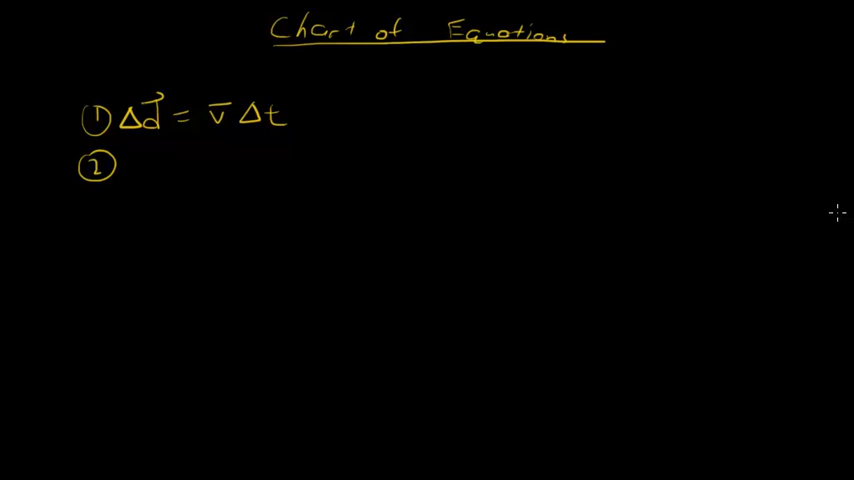 Chart of Equations
① Δd⃗ = v̄ Δt
②